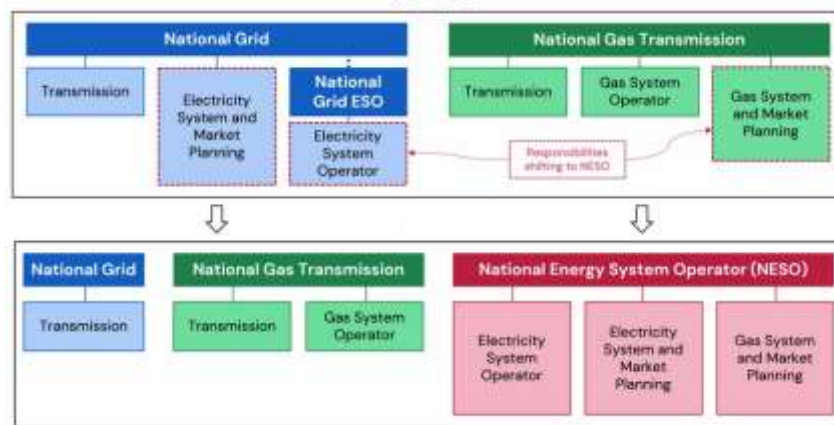 National Grid
National Gas Transmission
Transmission
Electricity
System and
Market
Planning
National
Grid ESO
Electricity
System
Operator
Transmission
Gas System
Operator
Gas System
and Market
Planning
Responsibilities
shifting to NESO
National Grid
National Gas Transmission
National Energy System Operator (NESO)
Transmission
Transmission
Gas System
Operator
Electricity
System
Operator
Electricity
System and
Market
Planning
Gas System
and Market
Planning